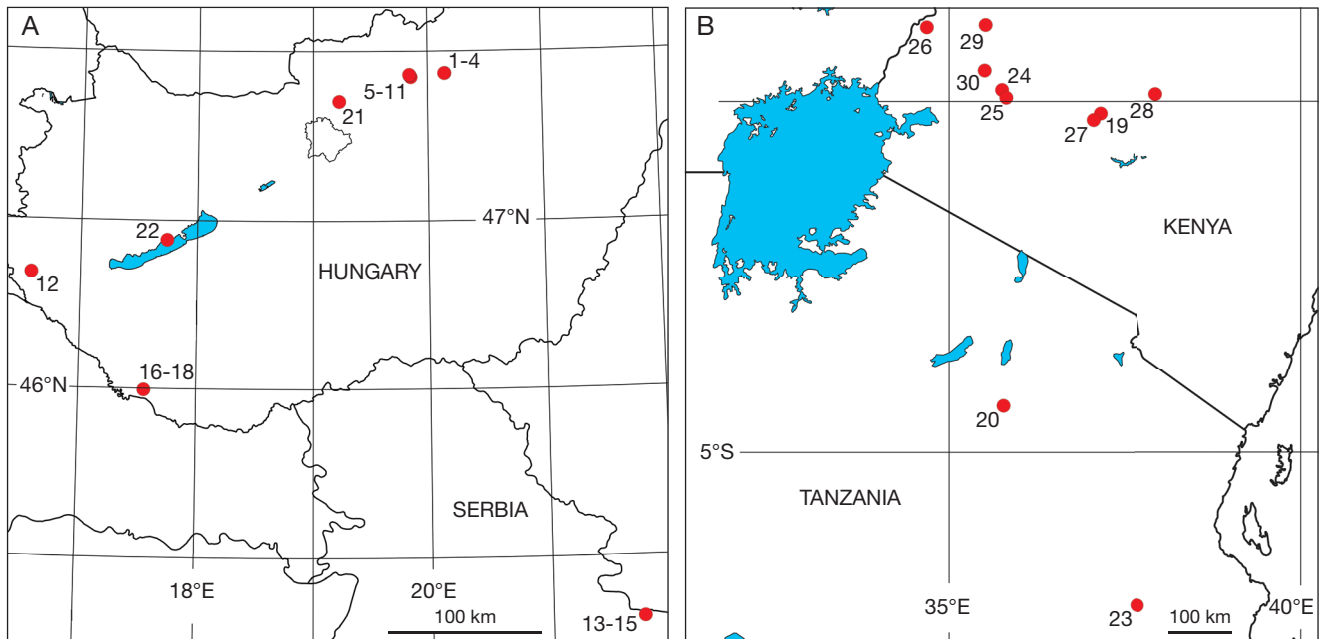 A
1-4
5-11
21
47°N
22
HUNGARY
12
16-18
46°N
SERBIA
18°E
20°E
100 km
13-15
B
26
29
30
24
25
28
27
19
KENYA
20
5°S
TANZANIA
35°E
40°E
23
100 km